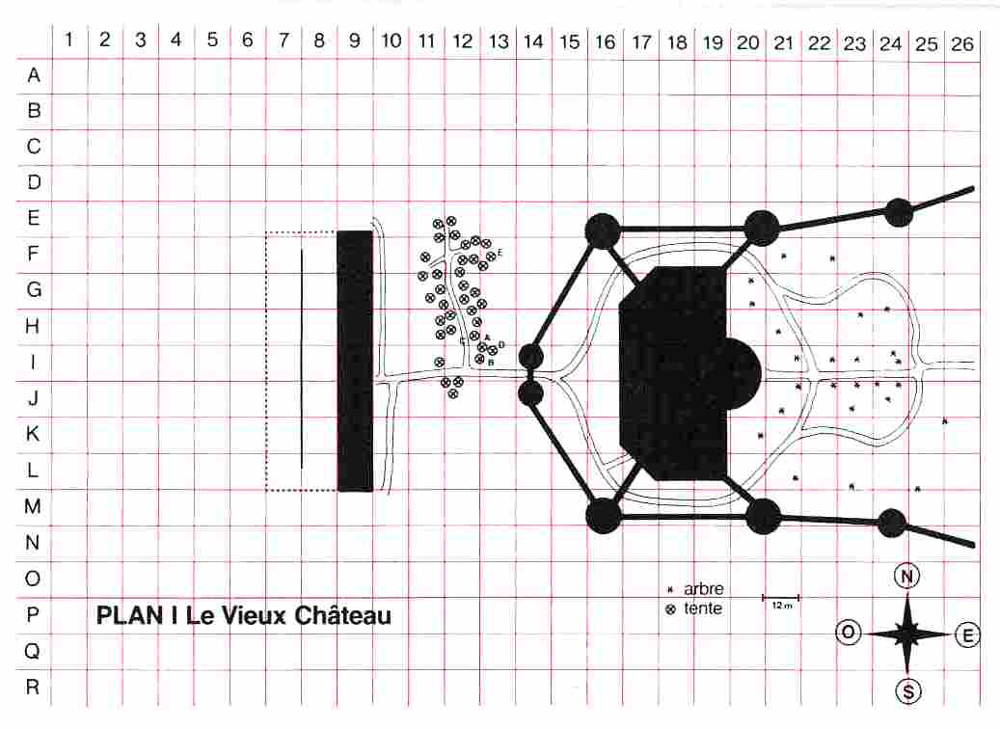 1 2 3 4 5 6 7 8 9 10 11 12 13 14 15 16 17 18 19 20 21 22 23 24 25 26
A
B
C
D
E
F
E
G
H
C A D
I
B
J
K
L
M
N
O
N
* arbre
P
PLAN I Le Vieux Château
⊗ tente
12 m
O E
Q
R
S